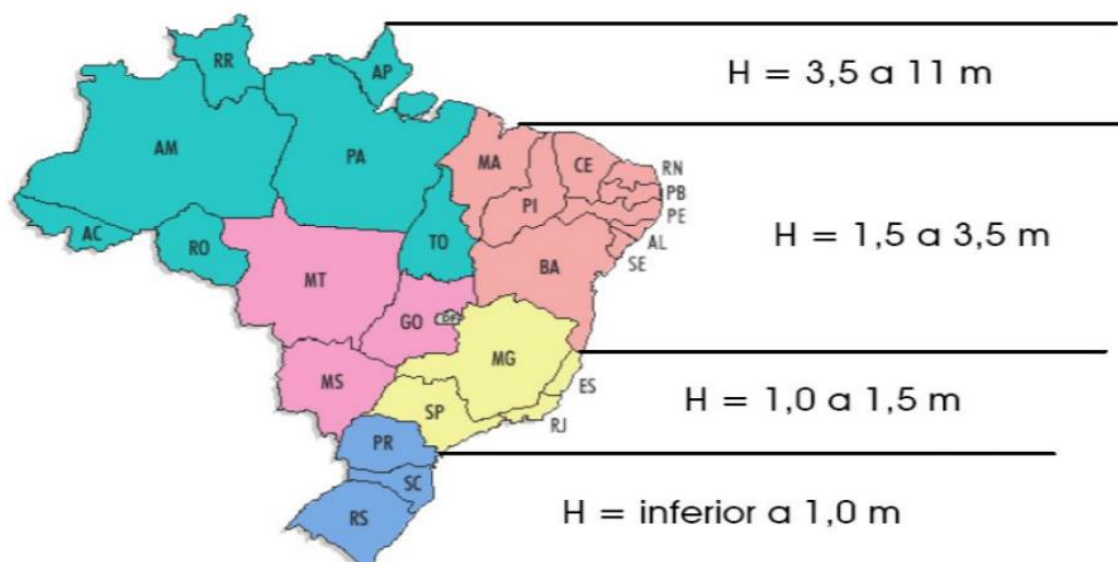 RR
AP
H = 3,5 a 11 m
AM
PA
MA
CE
RN
PB
PI
PE
AC
RO
TO
AL
H = 1,5 a 3,5 m
SE
MT
BA
GO
DF
MG
MS
ES
H = 1,0 a 1,5 m
SP
RJ
PR
SC
RS
H = inferior a 1,0 m